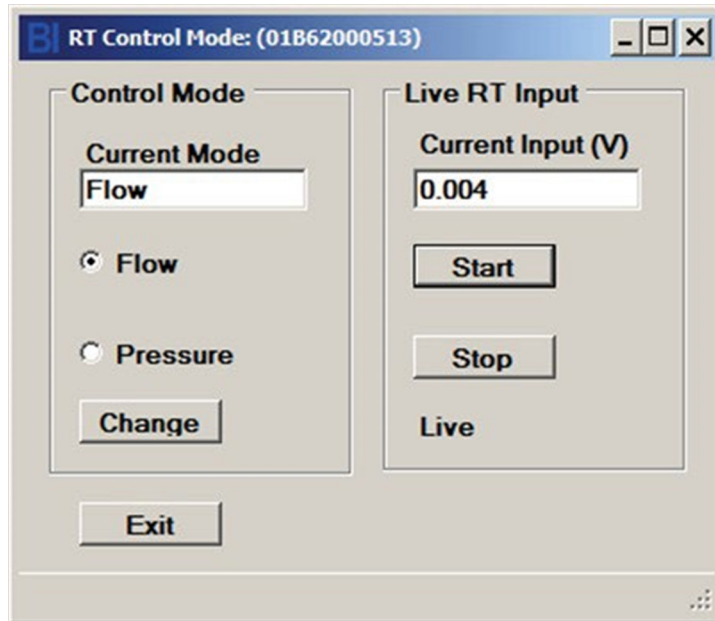 BI RT Control Mode: (01B62000513)
Control Mode
Current Mode
Flow
Flow
Pressure
Change
Exit
Live RT Input
Current Input (V)
0.004
Start
Stop
Live